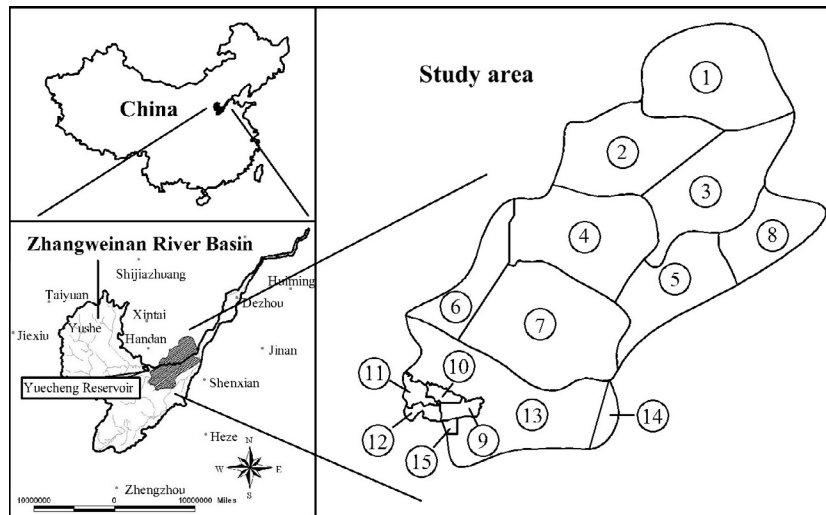 China
Study area
1
2
3
4
5
8
6
7
10
11
13
14
12
9
15
Zhangweinan River Basin
Shijiazhuang
Huiming
Taiyuan
Dezhou
Yushe
Xintai
Jiexiu
Handan
Jinan
Yuecheng Reservoir
Shenxian
Heze
N
W
E
S
Zhengzhou
10000000
0
10000000 Miles